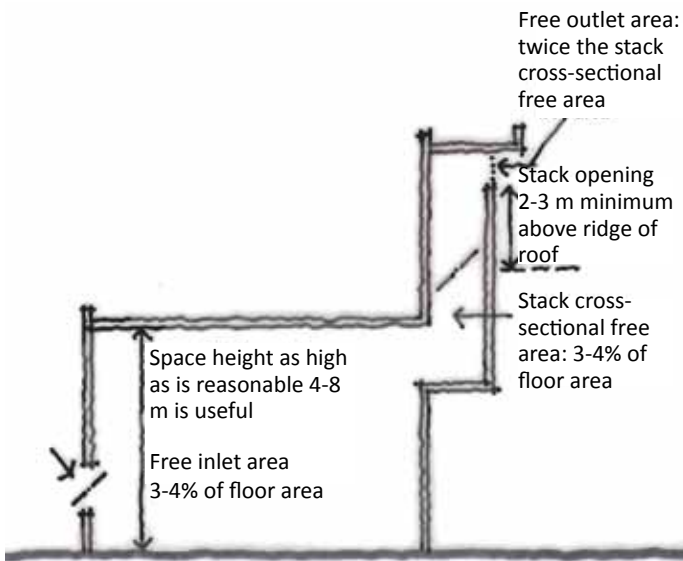 Free outlet area:
twice the stack
cross-sectional
free area
Stack opening
2-3 m minimum
above ridge of
roof
Stack cross-
sectional free
area: 3-4% of
floor area
Space height as high
as is reasonable 4-8
m is useful
Free inlet area
3-4% of floor area